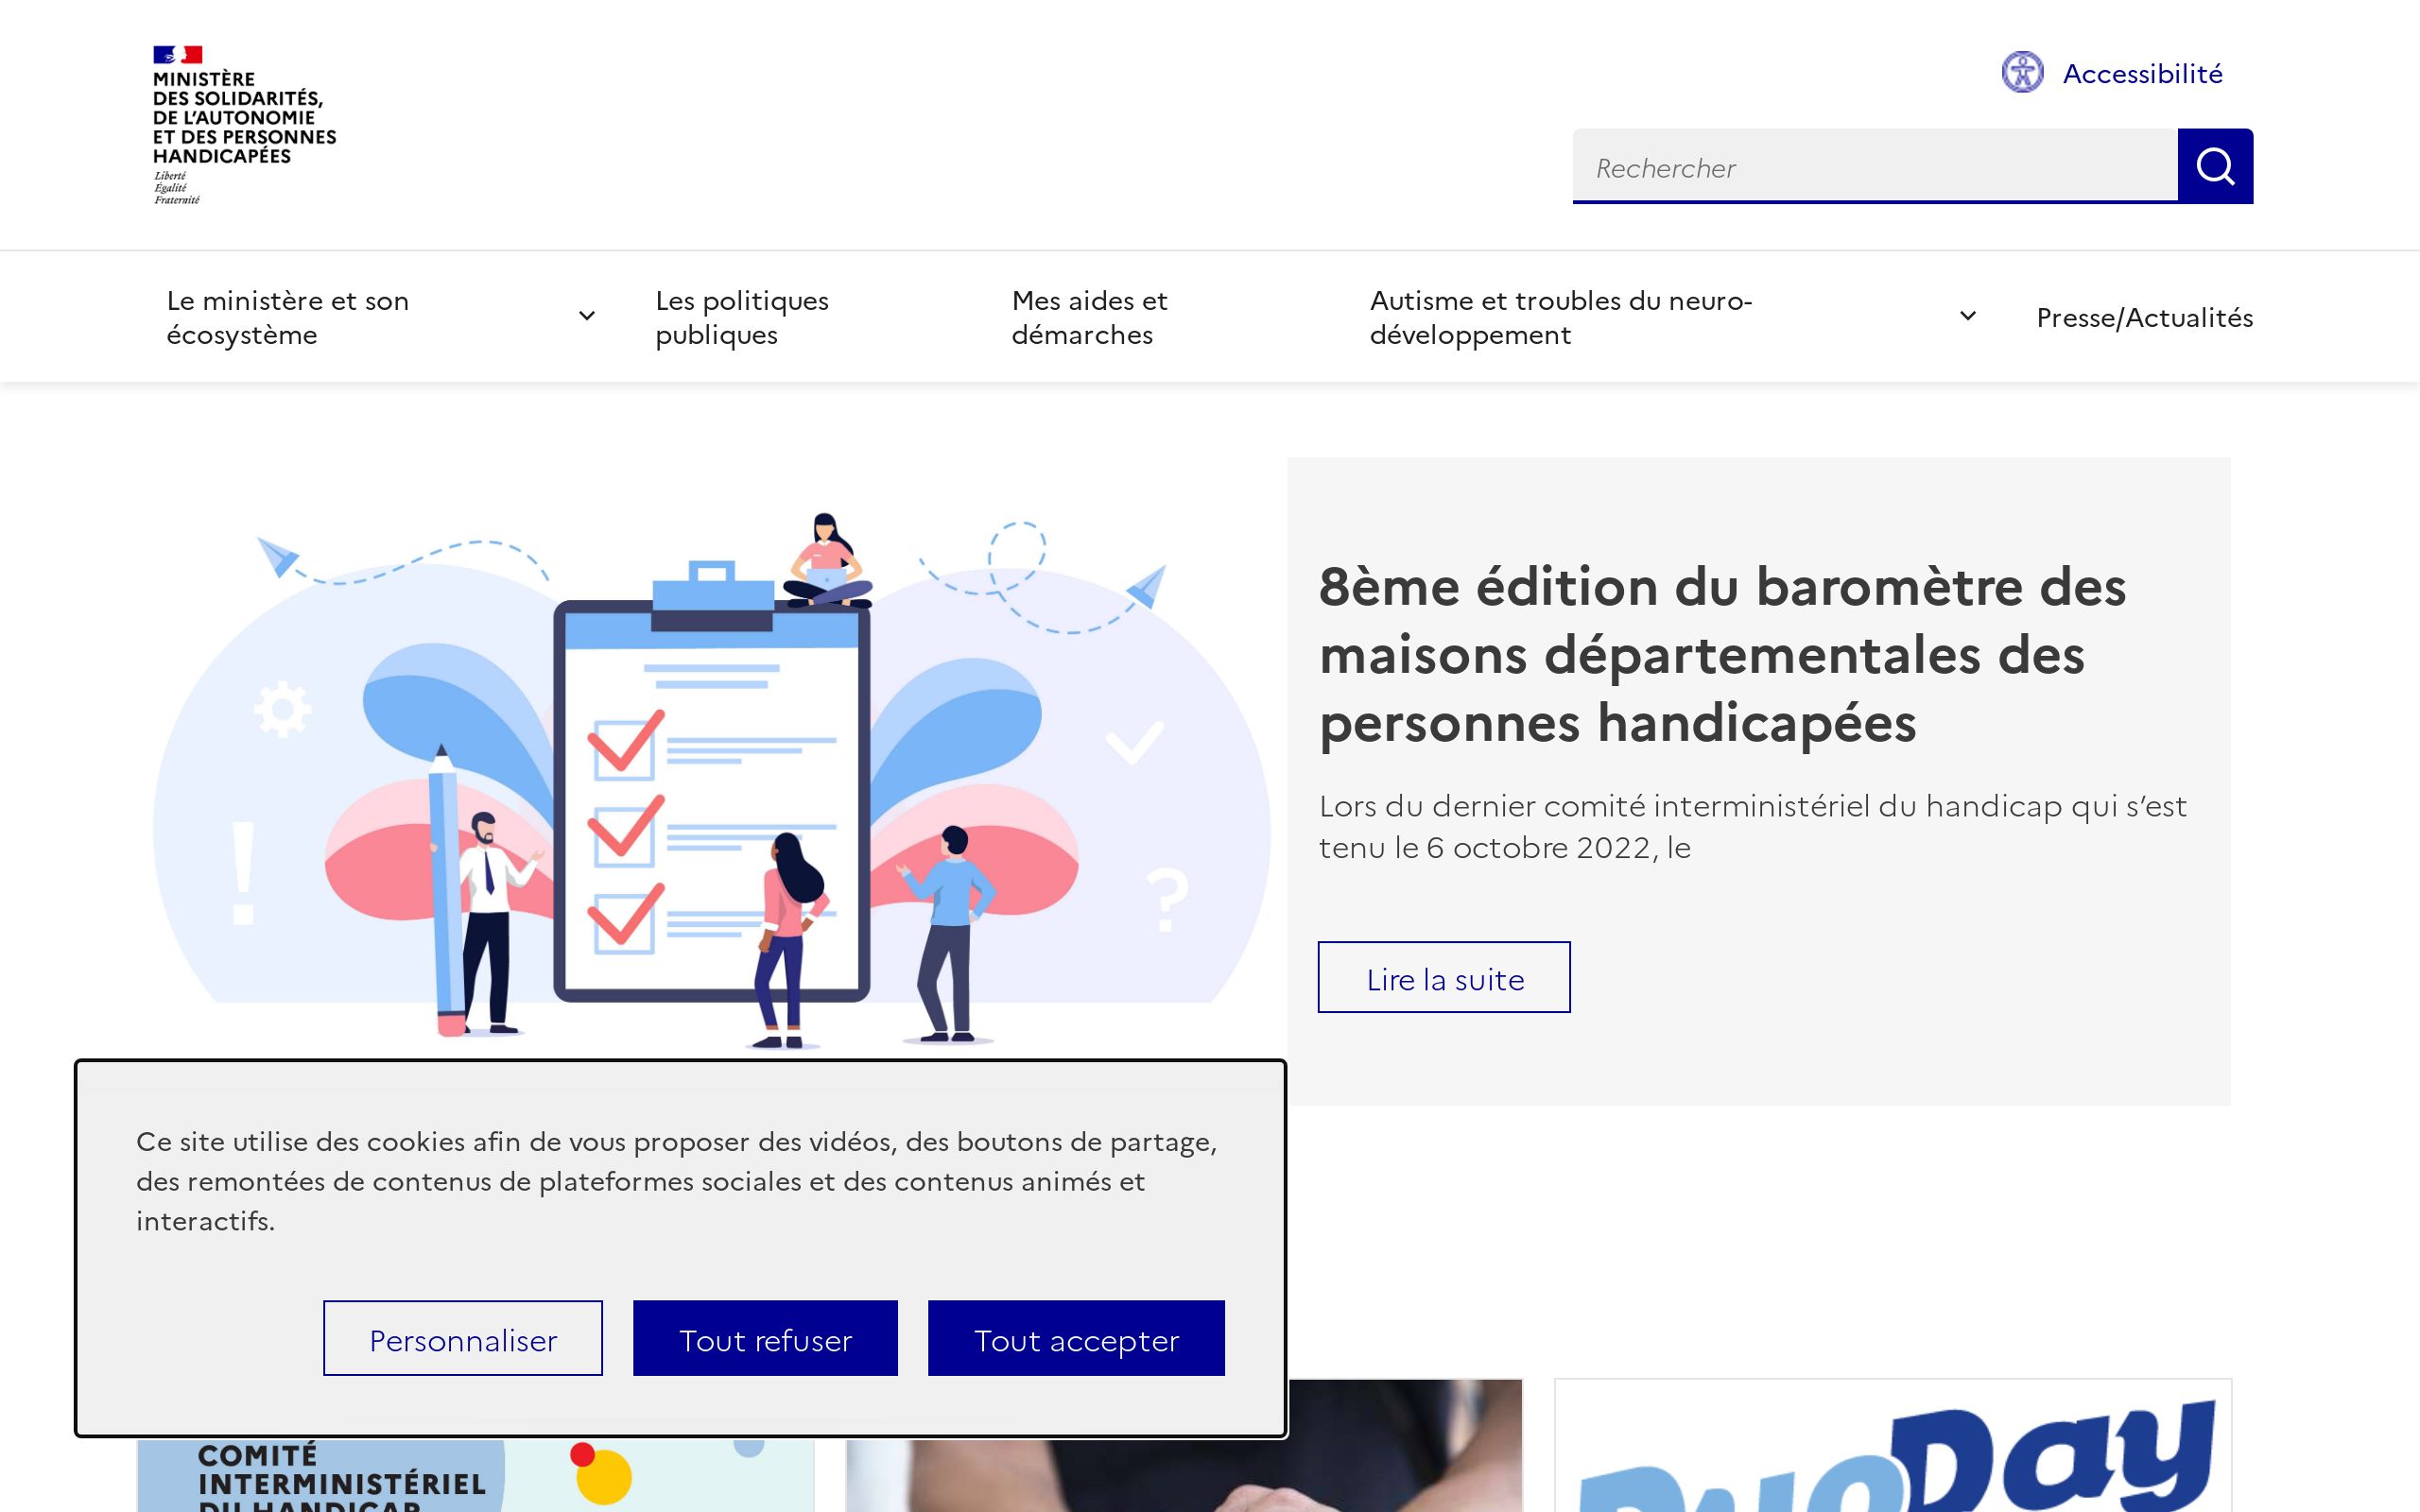 MINISTÈRE
DES SOLIDARITÉS,
DE L'AUTONOMIE
ET DES PERSONNES
HANDICAPÉES
Liberté
Égalité
Fraternité
Accessibilité
Rechercher
Le ministère et son
écosystème
Les politiques
publiques
Mes aides et
démarches
Autisme et troubles du neuro-
développement
Presse/Actualités
8ème édition du baromètre des
maisons départementales des
personnes handicapées
Lors du dernier comité interministériel du handicap qui s’est
tenu le 6 octobre 2022, le
Lire la suite
Ce site utilise des cookies afin de vous proposer des vidéos, des boutons de partage,
des remontées de contenus de plateformes sociales et des contenus animés et
interactifs.
Personnaliser
Tout refuser
Tout accepter
COMITÉ
INTERMINISTÉRIEL
DU HANDICAP
DuoDay